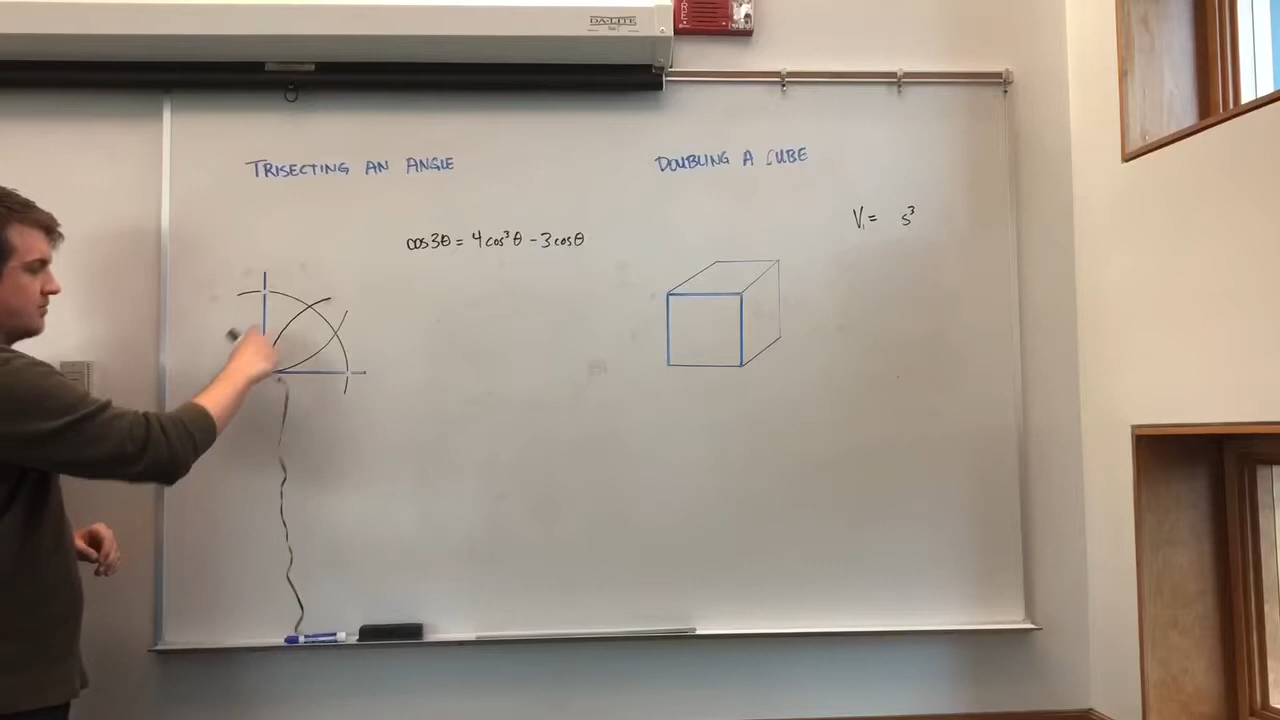 DA-LITE
TRISECTING AN ANGLE
DOUBLING A CUBE
V₁ = s³
cos3θ = 4cos³θ - 3cosθ